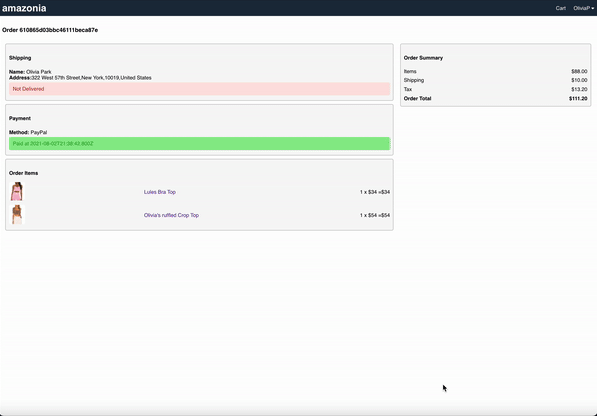 amazonia
Cart
OliviaP
Order 610865d03bbc46111beca87e
Shipping
Name: Olivia Park
Address:322 West 57th Street,New York,10019,United States
Not Delivered
Payment
Method: PayPal
Paid at 2021-08-02T21:38:43.800Z
Order Items
Lules Bra Top
1 x $34 =$34
Olivia's ruffled Crop Top
1 x $54 =$54
Order Summary
Items $88.00
Shipping $10.00
Tax $13.20
Order Total $111.20